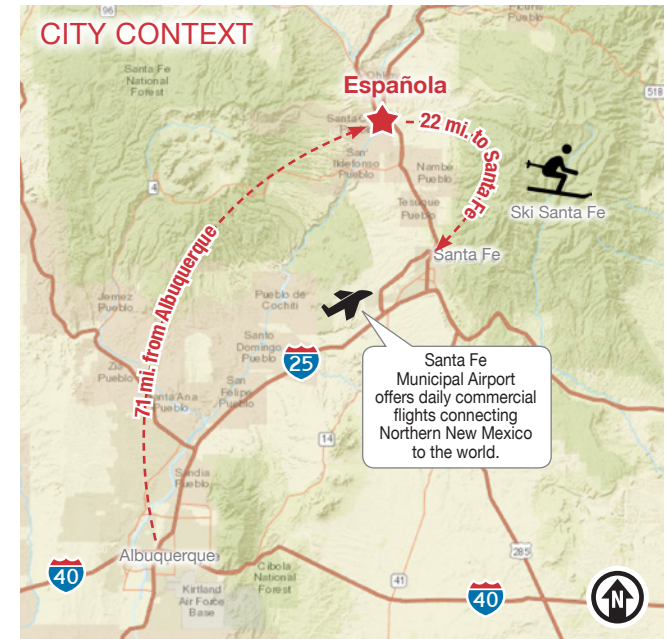 CITY CONTEXT
96
Pueblo
Santa Fe
National
Forest
518
Española
22 mi. to Santa Fe
San
Ildefonso
Pueblo
4
Nambe
Pueblo
Tesuque
Pueblo
Ski Santa Fe
Santa Fe
71 mi. from Albuquerque
Jemez
Pueblo
Pueblo de
Cochiti
Santo
Domingo
Pueblo
25
Zia
Pueblo
Santa Ana
Pueblo
San
Felipe
Pueblo
Santa Fe
Municipal Airport
offers daily commercial
flights connecting
Northern New Mexico
to the world.
14
Sandia
Pueblo
Albuquerque
285
40
Cibola
National
Forest
41
40
Kirtland
Air Force
Base
N